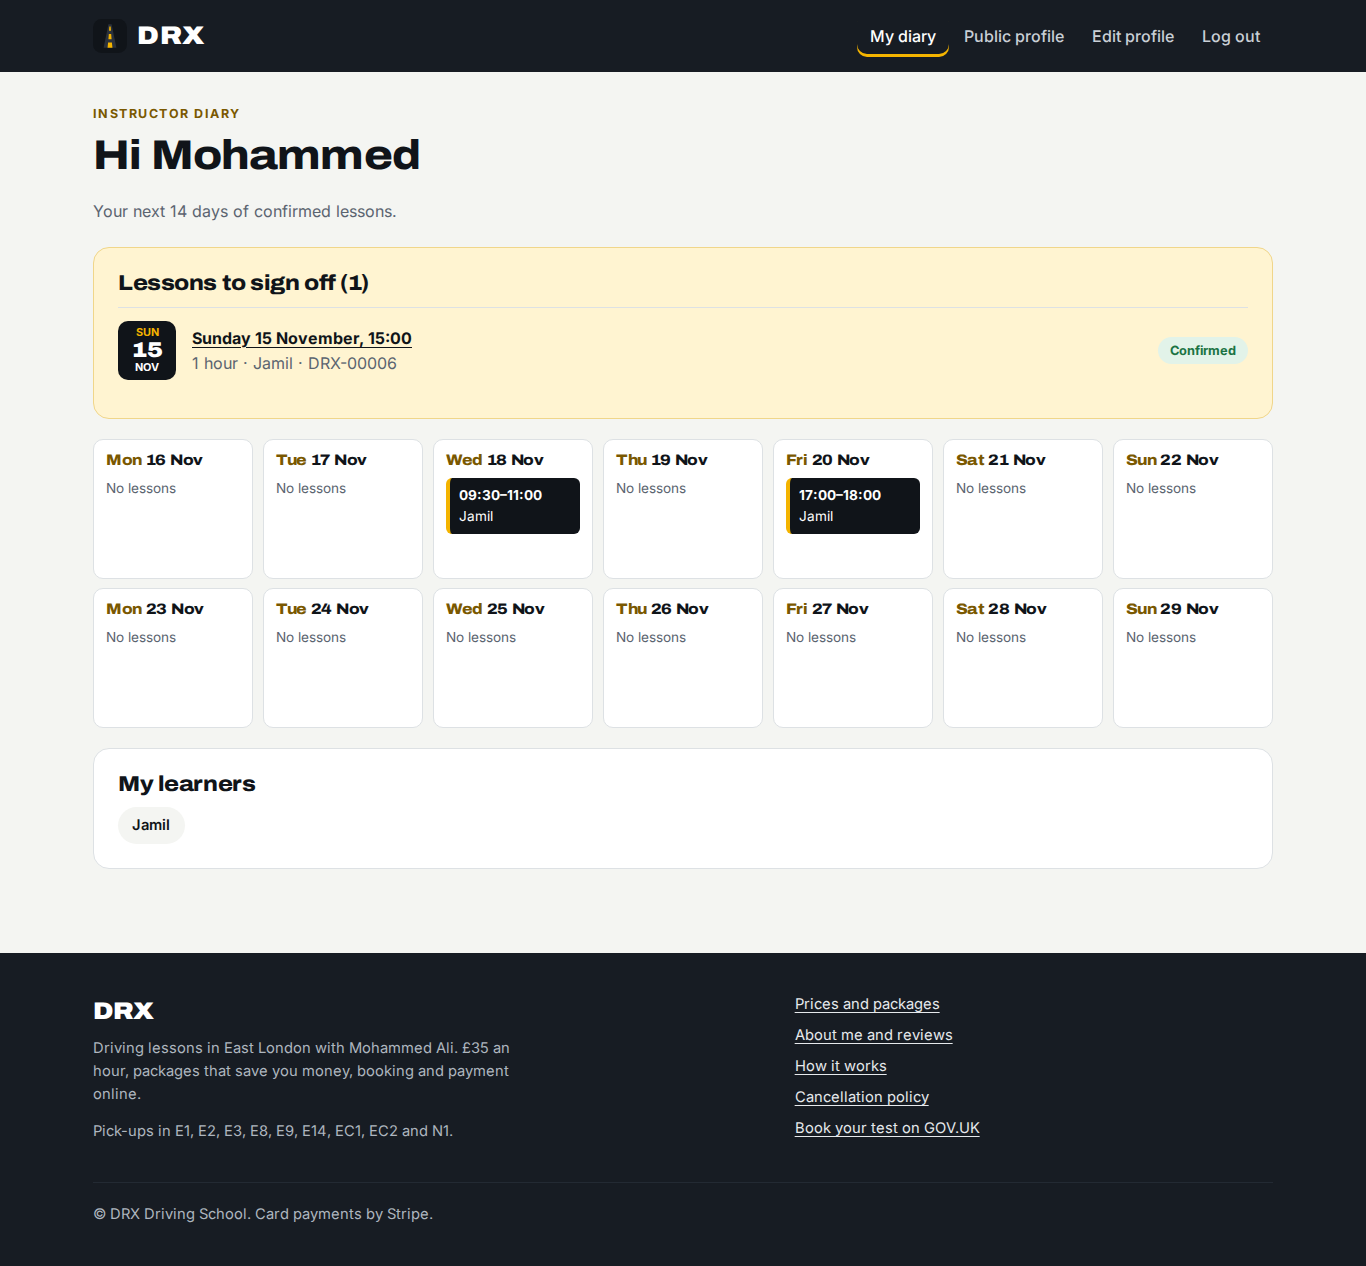 DRX
My diary
Public profile
Edit profile
Log out
INSTRUCTOR DIARY
Hi Mohammed
Your next 14 days of confirmed lessons.
Lessons to sign off (1)
SUN
15
NOV
Sunday 15 November, 15:00
1 hour · Jamil · DRX-00006
Confirmed
Mon 16 Nov
No lessons
Tue 17 Nov
No lessons
Wed 18 Nov
09:30–11:00
Jamil
Thu 19 Nov
No lessons
Fri 20 Nov
17:00–18:00
Jamil
Sat 21 Nov
No lessons
Sun 22 Nov
No lessons
Mon 23 Nov
No lessons
Tue 24 Nov
No lessons
Wed 25 Nov
No lessons
Thu 26 Nov
No lessons
Fri 27 Nov
No lessons
Sat 28 Nov
No lessons
Sun 29 Nov
No lessons
My learners
Jamil
DRX
Driving lessons in East London with Mohammed Ali. £35 an
hour, packages that save you money, booking and payment
online.
Pick-ups in E1, E2, E3, E8, E9, E14, EC1, EC2 and N1.
Prices and packages
About me and reviews
How it works
Cancellation policy
Book your test on GOV.UK
© DRX Driving School. Card payments by Stripe.